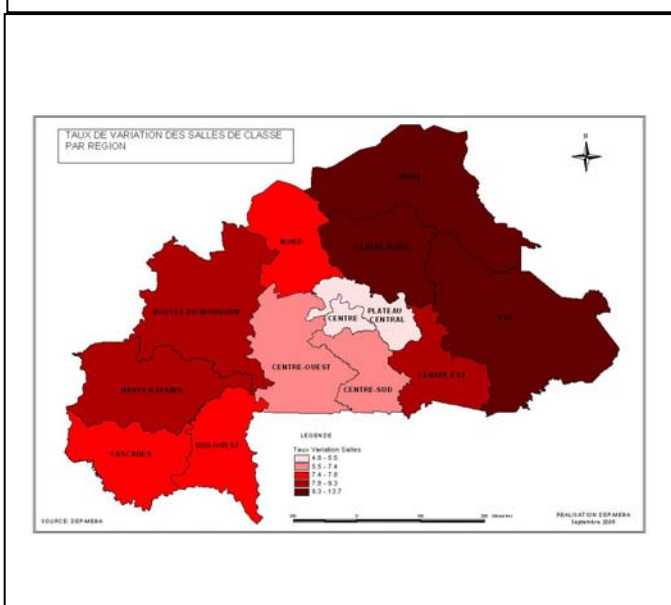 TAUX DE VARIATION DES SALLES DE CLASSE
PAR REGION
N
SAHEL
CENTRE-NORD
NORD
EST
BOUCLE DU MOUHOUN
PLATEAU
CENTRAL
CENTRE
CENTRE-OUEST
CENTRE-EST
CENTRE-SUD
HAUTS-BASSINS
SUD-OUEST
CASCADES
LEGENDE
Taux Variation Salles
4.8 - 5.5
5.5 - 7.4
7.4 - 7.8
7.8 - 9.3
9.3 - 13.7
0
SOURCE: DEP-MEBA
REALISATION DEP-MEBA
Septembre 2009